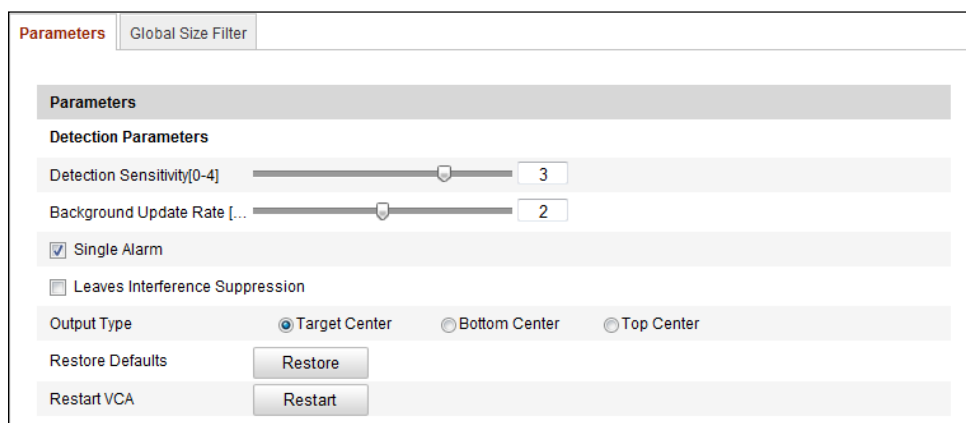 Parameters Global Size Filter
Parameters
Detection Parameters
Detection Sensitivity[0-4] 3
Background Update Rate [... 2
Single Alarm
Leaves Interference Suppression
Output Type Target Center Bottom Center Top Center
Restore Defaults Restore
Restart VCA Restart